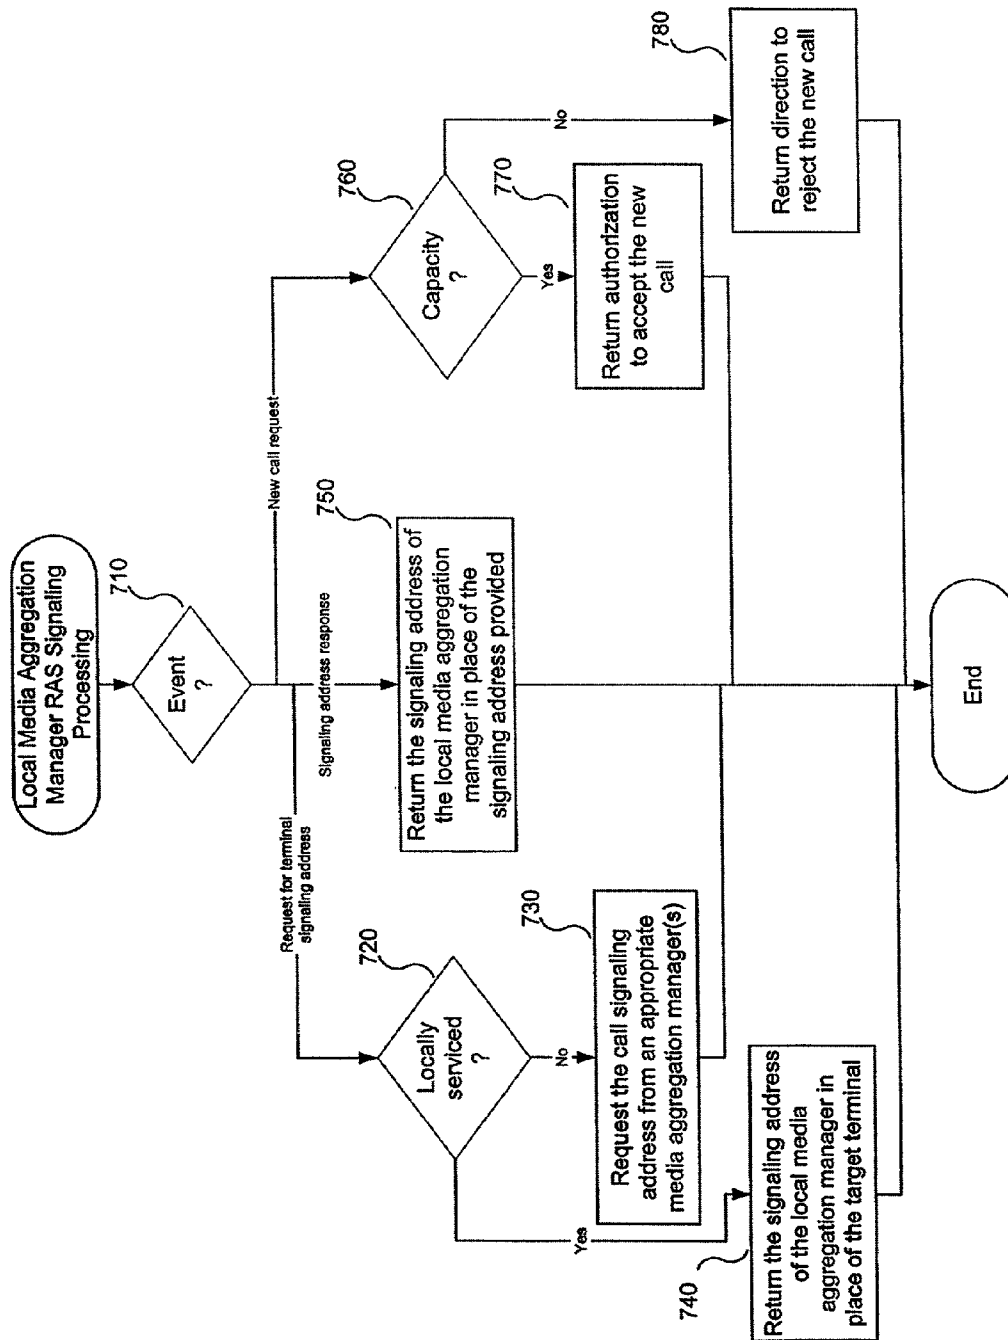 Local Media Aggregation
Manager RAS Signaling
Processing
710
Event
?
Request for terminal
signaling address
Signaling address response
New call request
720
Locally
serviced
?
No
Yes
730
Request the call signaling
address from an appropriate
media aggregation manager(s)
740
Return the signaling address
of the local media
aggregation manager in
place of the target terminal
750
Return the signaling address of
the local media aggregation
manager in place of the
signaling address provided
760
Capacity
?
Yes
No
770
Return authorization
to accept the new
call
780
Return direction to
reject the new call
End